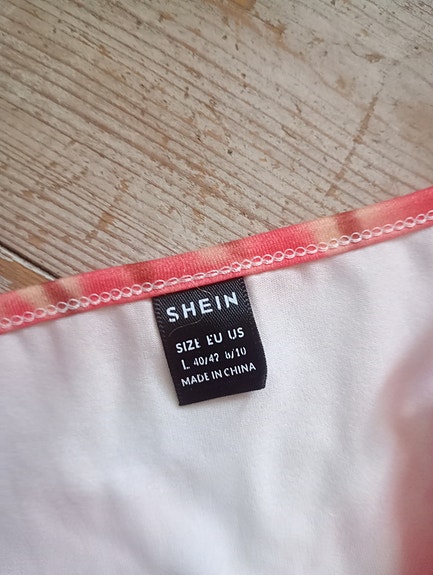 SHEIN
SIZE EU US
L 40/42 8/10
MADE IN CHINA